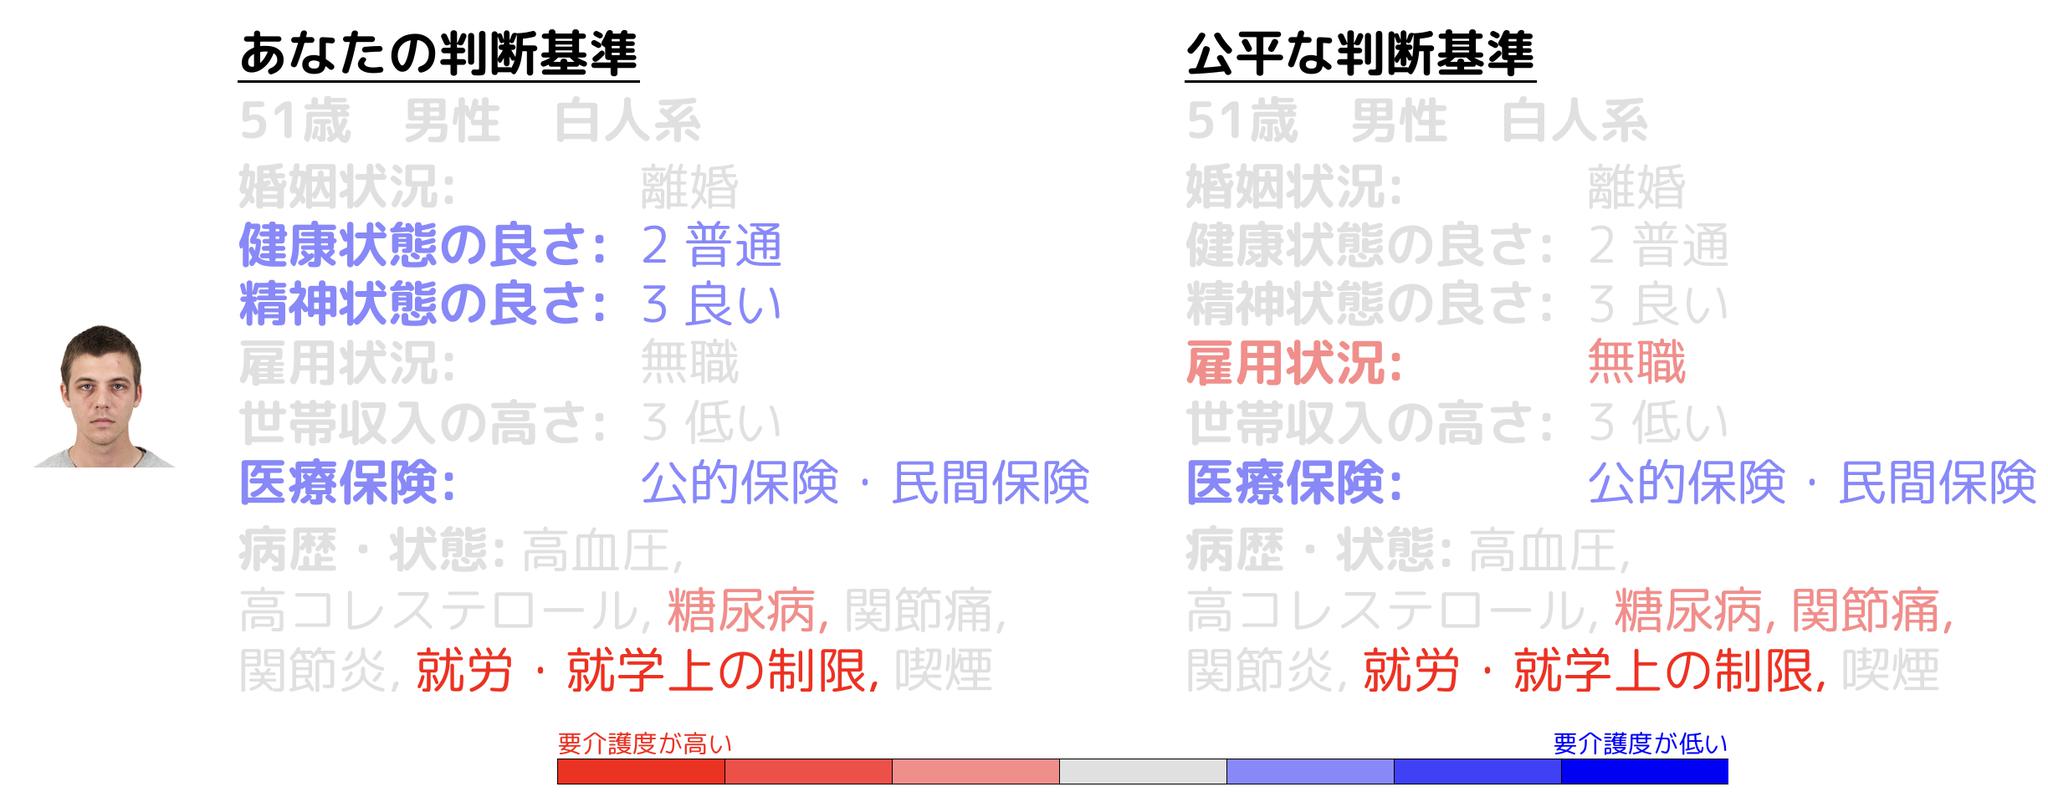 あなたの判断基準
51歳　男性　白人系
婚姻状況: 離婚
健康状態の良さ: 2 普通
精神状態の良さ: 3 良い
雇用状況: 無職
世帯収入の高さ: 3 低い
医療保険: 公的保険・民間保険
病歴・状態: 高血圧,
高コレステロール, 糖尿病, 関節痛,
関節炎, 就労・就学上の制限, 喫煙
公平な判断基準
51歳　男性　白人系
婚姻状況: 離婚
健康状態の良さ: 2 普通
精神状態の良さ: 3 良い
雇用状況: 無職
世帯収入の高さ: 3 低い
医療保険: 公的保険・民間保険
病歴・状態: 高血圧,
高コレステロール, 糖尿病, 関節痛,
関節炎, 就労・就学上の制限, 喫煙
要介護度が高い
要介護度が低い